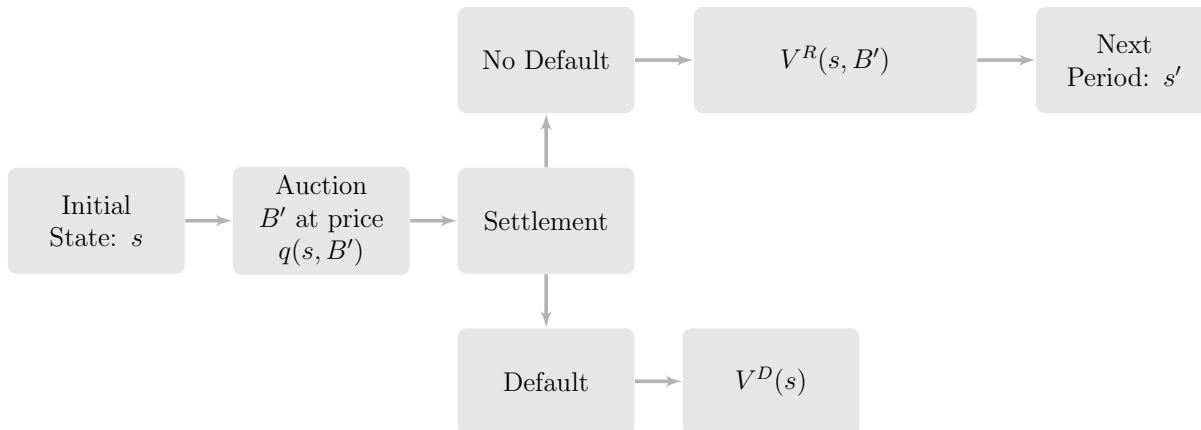 Initial
State: s
Auction
B′ at price
q(s, B′)
Settlement
No Default
V^R(s, B′)
Next
Period: s′
Default
V^D(s)